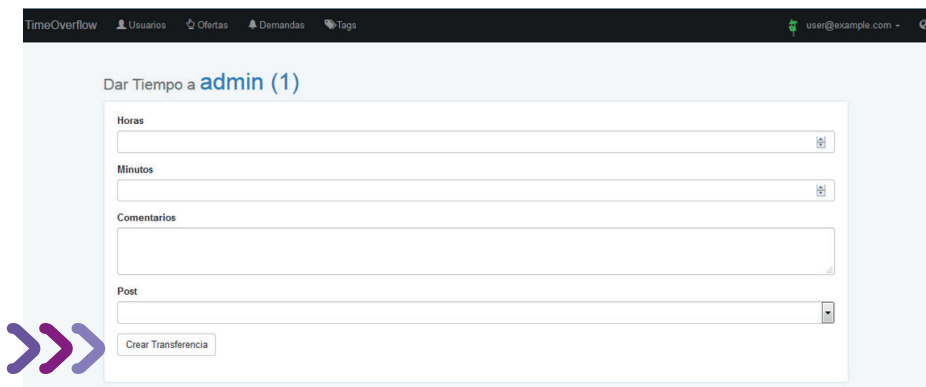 TimeOverflow Usuarios Ofertas Demandas Tags user@example.com
Dar Tiempo a admin (1)
Horas
Minutos
Comentarios
Post
Crear Transferencia